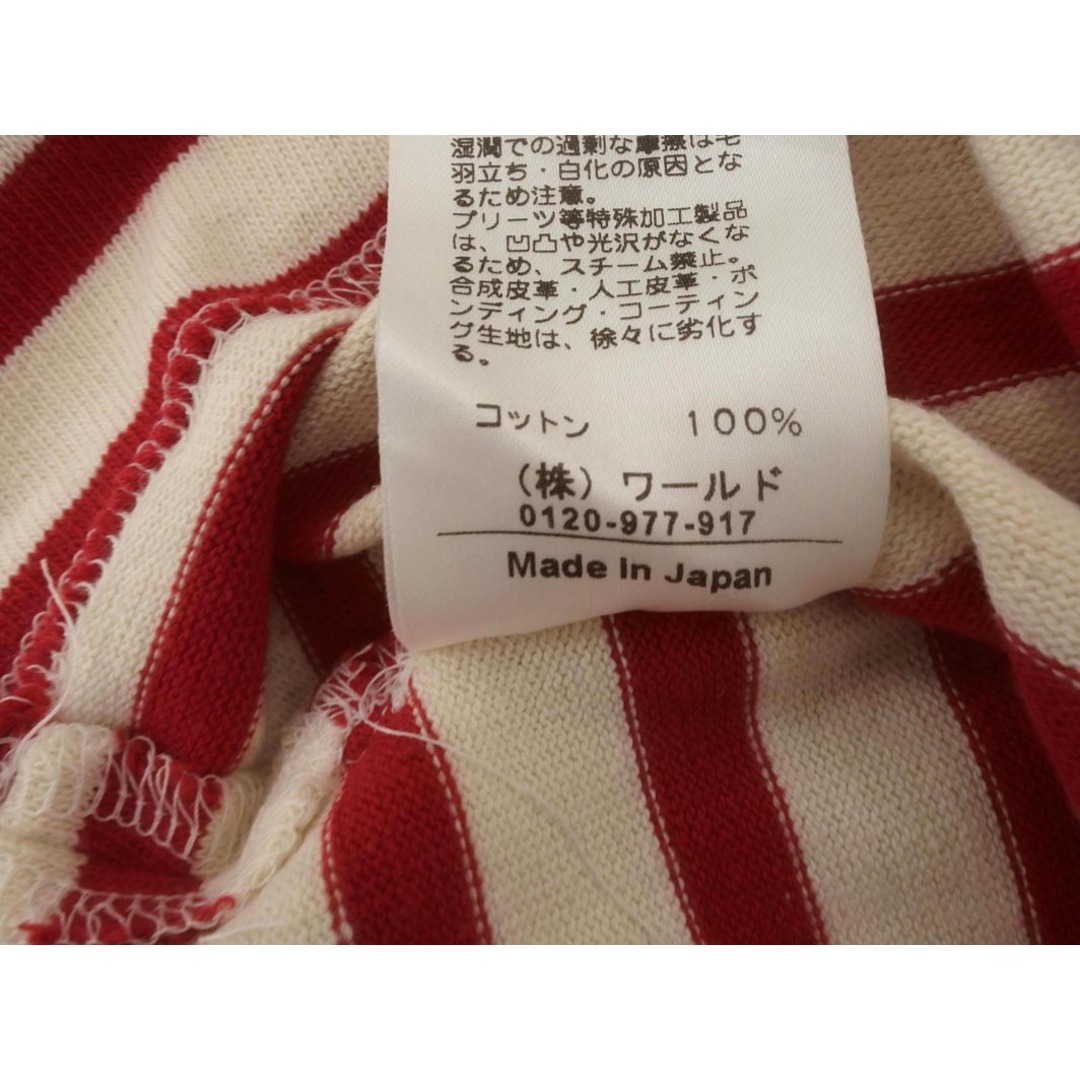 湿潤での過剰な摩擦は毛
羽立ち・白化の原因とな
るため注意。
プリーツ等特殊加工製品
は、凹凸や光沢がなくな
るため、スチーム禁止。
合成皮革・人工皮革・ボ
ンディング・コーティン
グ生地は、徐々に劣化す
る。
コットン 100%
(株) ワールド
0120-977-917
Made in Japan